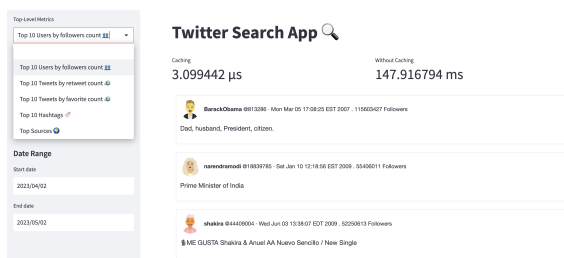 Top-Level Metrics
Top 10 Users by followers count 👥
Top 10 Users by followers count 👥
Top 10 Tweets by retweet count
Top 10 Tweets by favorite count
Top 10 Hashtags
Top Sources 🌍
Date Range
Start date
2023/04/02
End date
2023/05/02
Twitter Search App 🔍
Caching
3.099442 µs
Without Caching
147.916794 ms
BarackObama @813286 · Mon Mar 05 17:08:25 EST 2007 . 115603427 Followers
Dad, husband, President, citizen.
narendramodi @18839785 · Sat Jan 10 12:18:56 EST 2009 . 55406011 Followers
Prime Minister of India
shakira @44409004 · Wed Jun 03 13:38:07 EDT 2009 . 52250613 Followers
ME GUSTA Shakira & Anuel AA Nuevo Sencillo / New Single